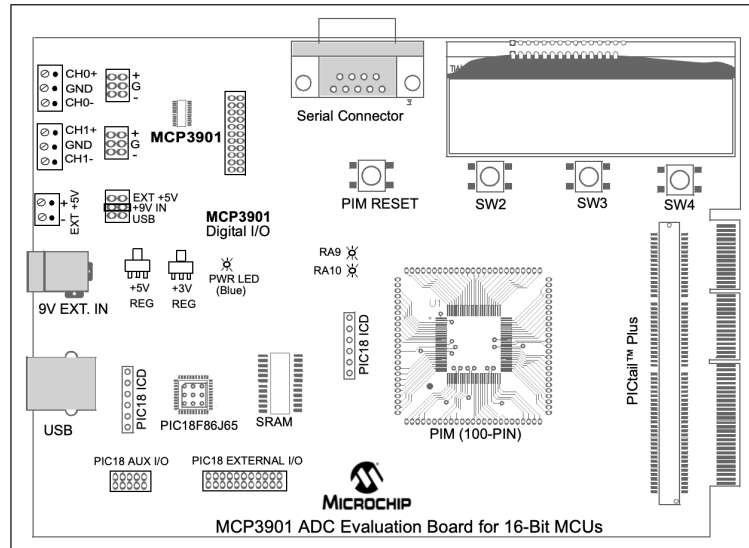 CH0+
GND
CH0-
+
G
-
CH1+
GND
CH1-
+
G
-
MCP3901
Serial Connector
PIM RESET
SW2
SW3
SW4
+
-
EXT +5V
EXT +5V
+9V IN
USB
MCP3901
Digital I/O
9V EXT. IN
+5V
REG
+3V
REG
PWR LED
(Blue)
RA9
RA10
U1
PIC18 ICD
PICtail™ Plus
USB
PIC18 ICD
PIC18F86J65
SRAM
PIM (100-PIN)
PIC18 AUX I/O
PIC18 EXTERNAL I/O
MICROCHIP
MCP3901 ADC Evaluation Board for 16-Bit MCUs